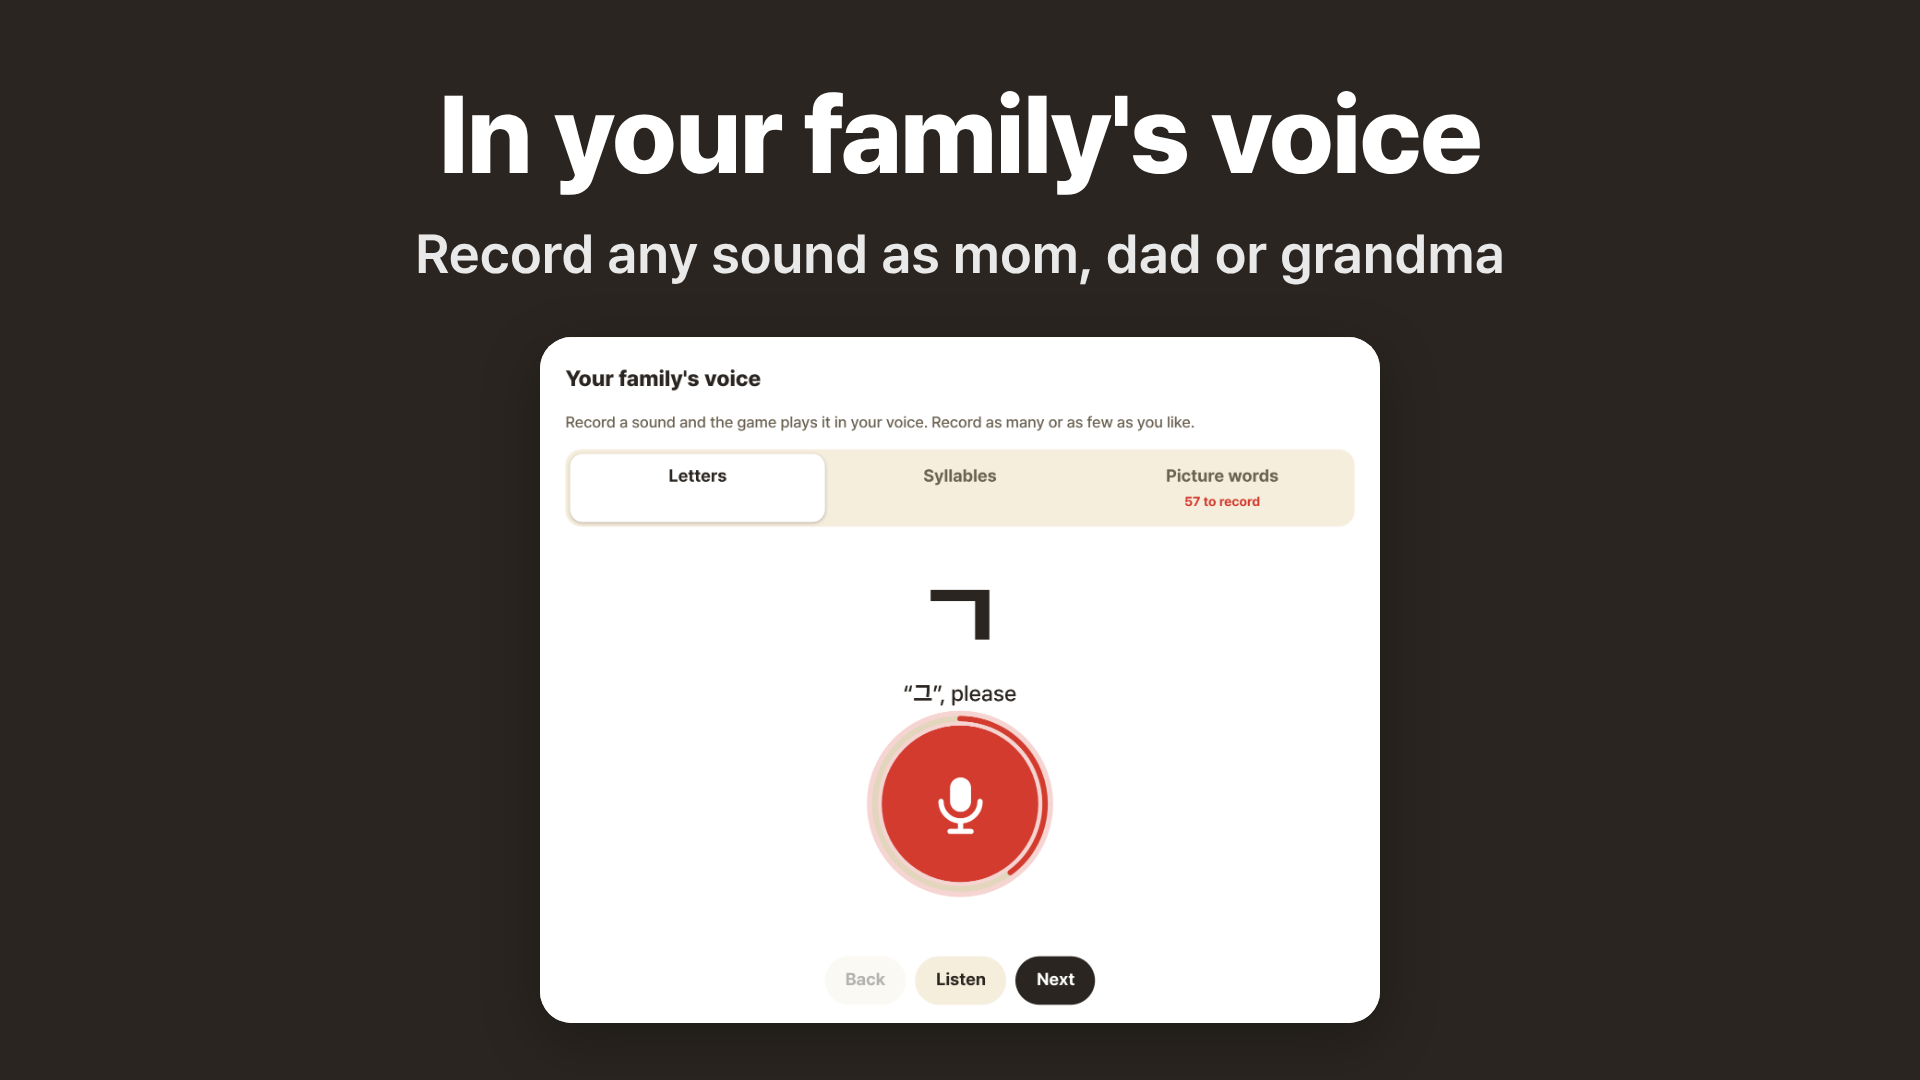 In your family's voice
Record any sound as mom, dad or grandma
Your family's voice
Record a sound and the game plays it in your voice. Record as many or as few as you like.
Letters
Syllables
Picture words
57 to record
ㄱ
“그”, please
Back
Listen
Next